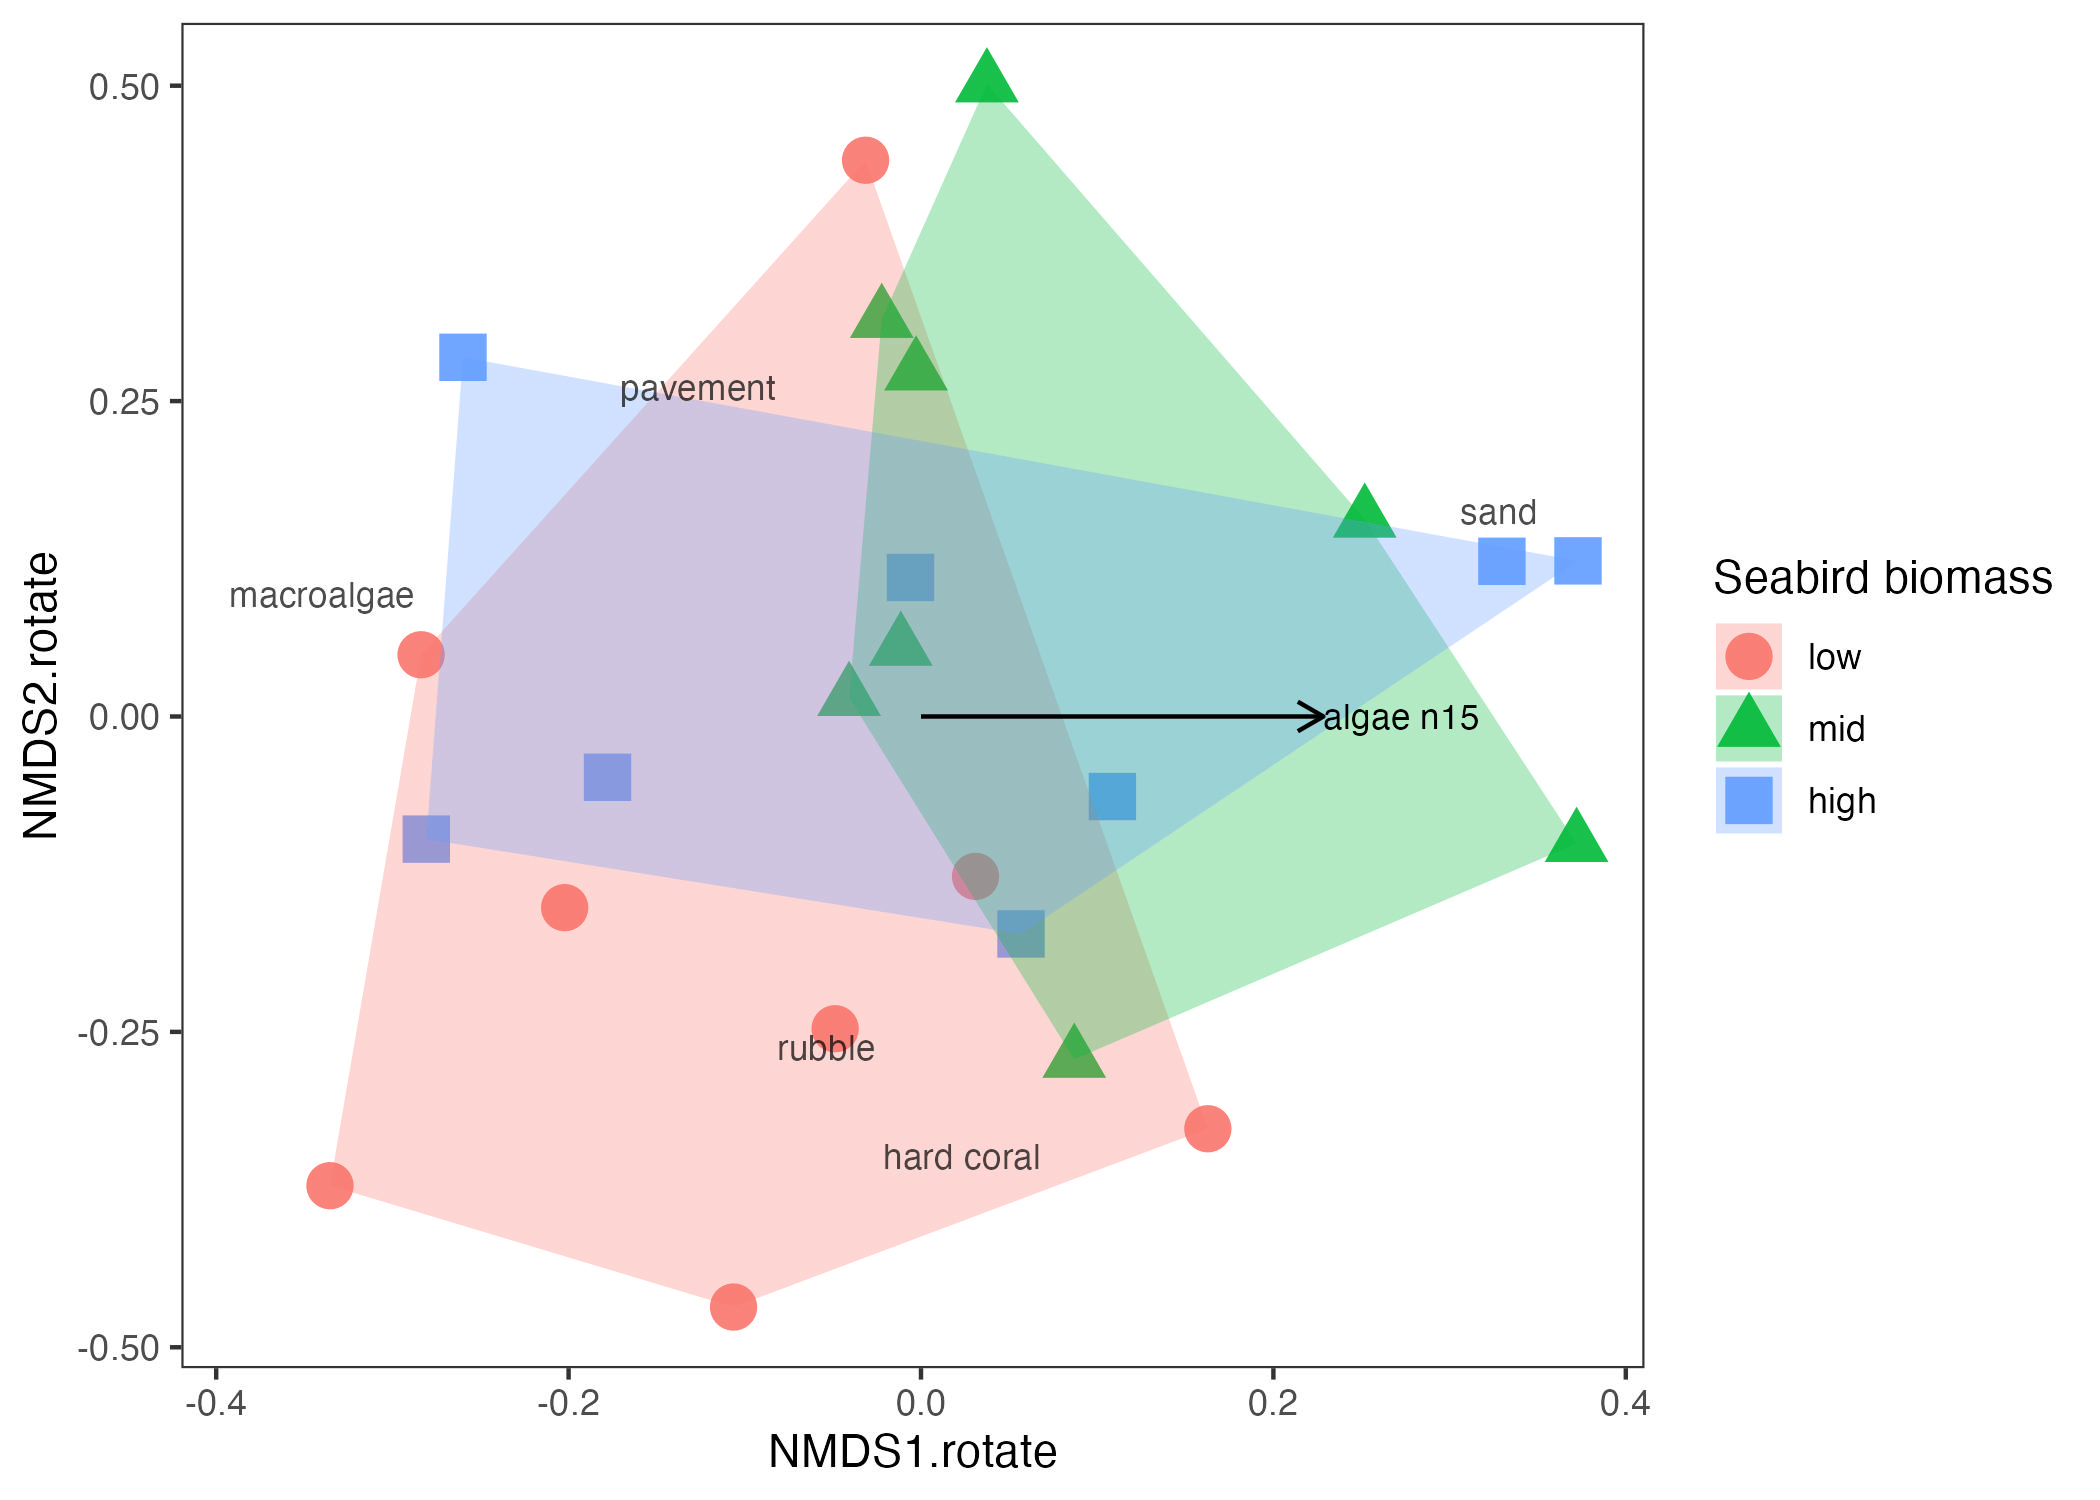 0.50
0.25
0.00
-0.25
-0.50
NMDS2.rotate
pavement
sand
macroalgae
algae n15
rubble
hard coral
-0.4
-0.2
0.0
0.2
0.4
NMDS1.rotate
Seabird biomass
low
mid
high